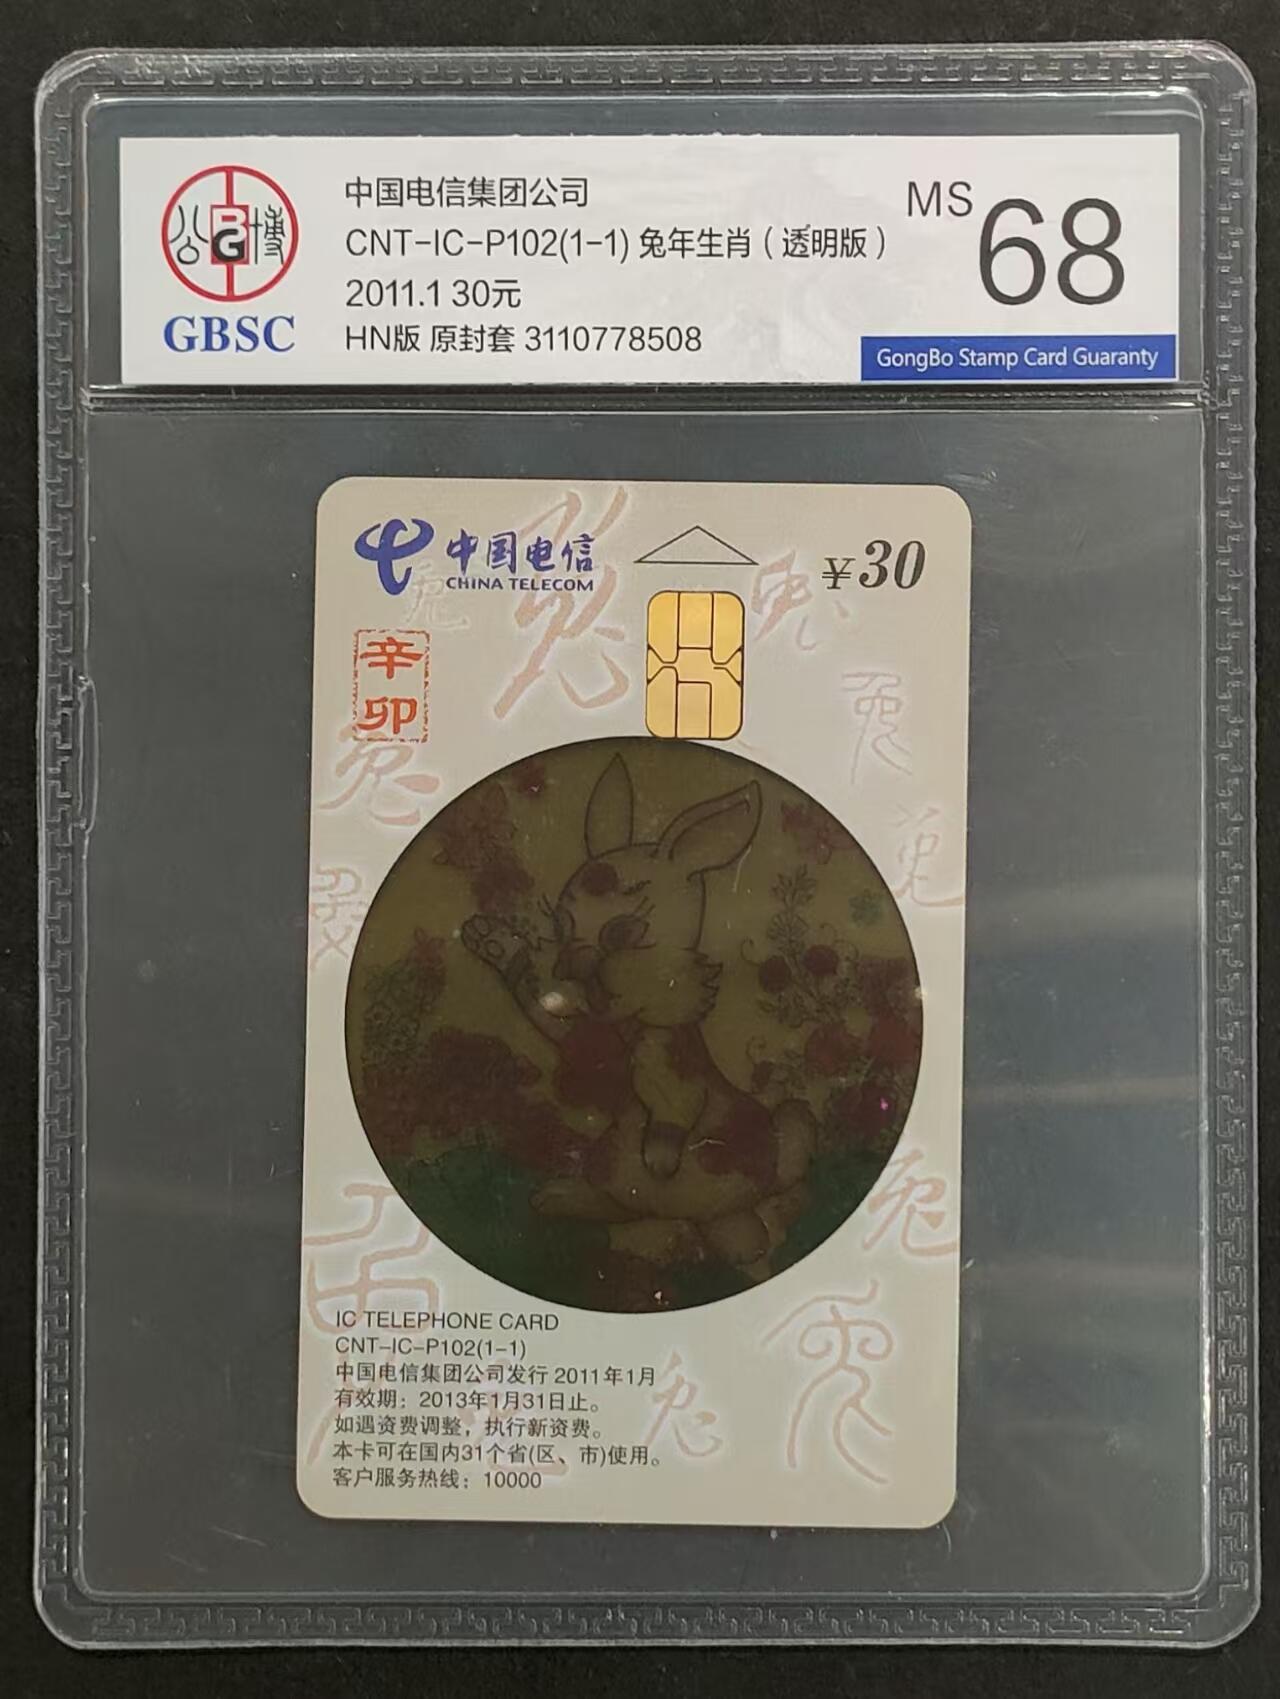 公博
BG
GBSC
中国电信集团公司
CNT-IC-P102(1-1) 兔年生肖（透明版）
2011.1 30元
HN版 原封套 3110778508
MS 68
GongBo Stamp Card Guaranty
中国电信
CHINA TELECOM
¥30
辛
卯
IC TELEPHONE CARD
CNT-IC-P102(1-1)
中国电信集团公司发行 2011年1月
有效期：2013年1月31日止。
如遇资费调整，执行新资费。
本卡可在国内31个省(区、市)使用。
客户服务热线：10000